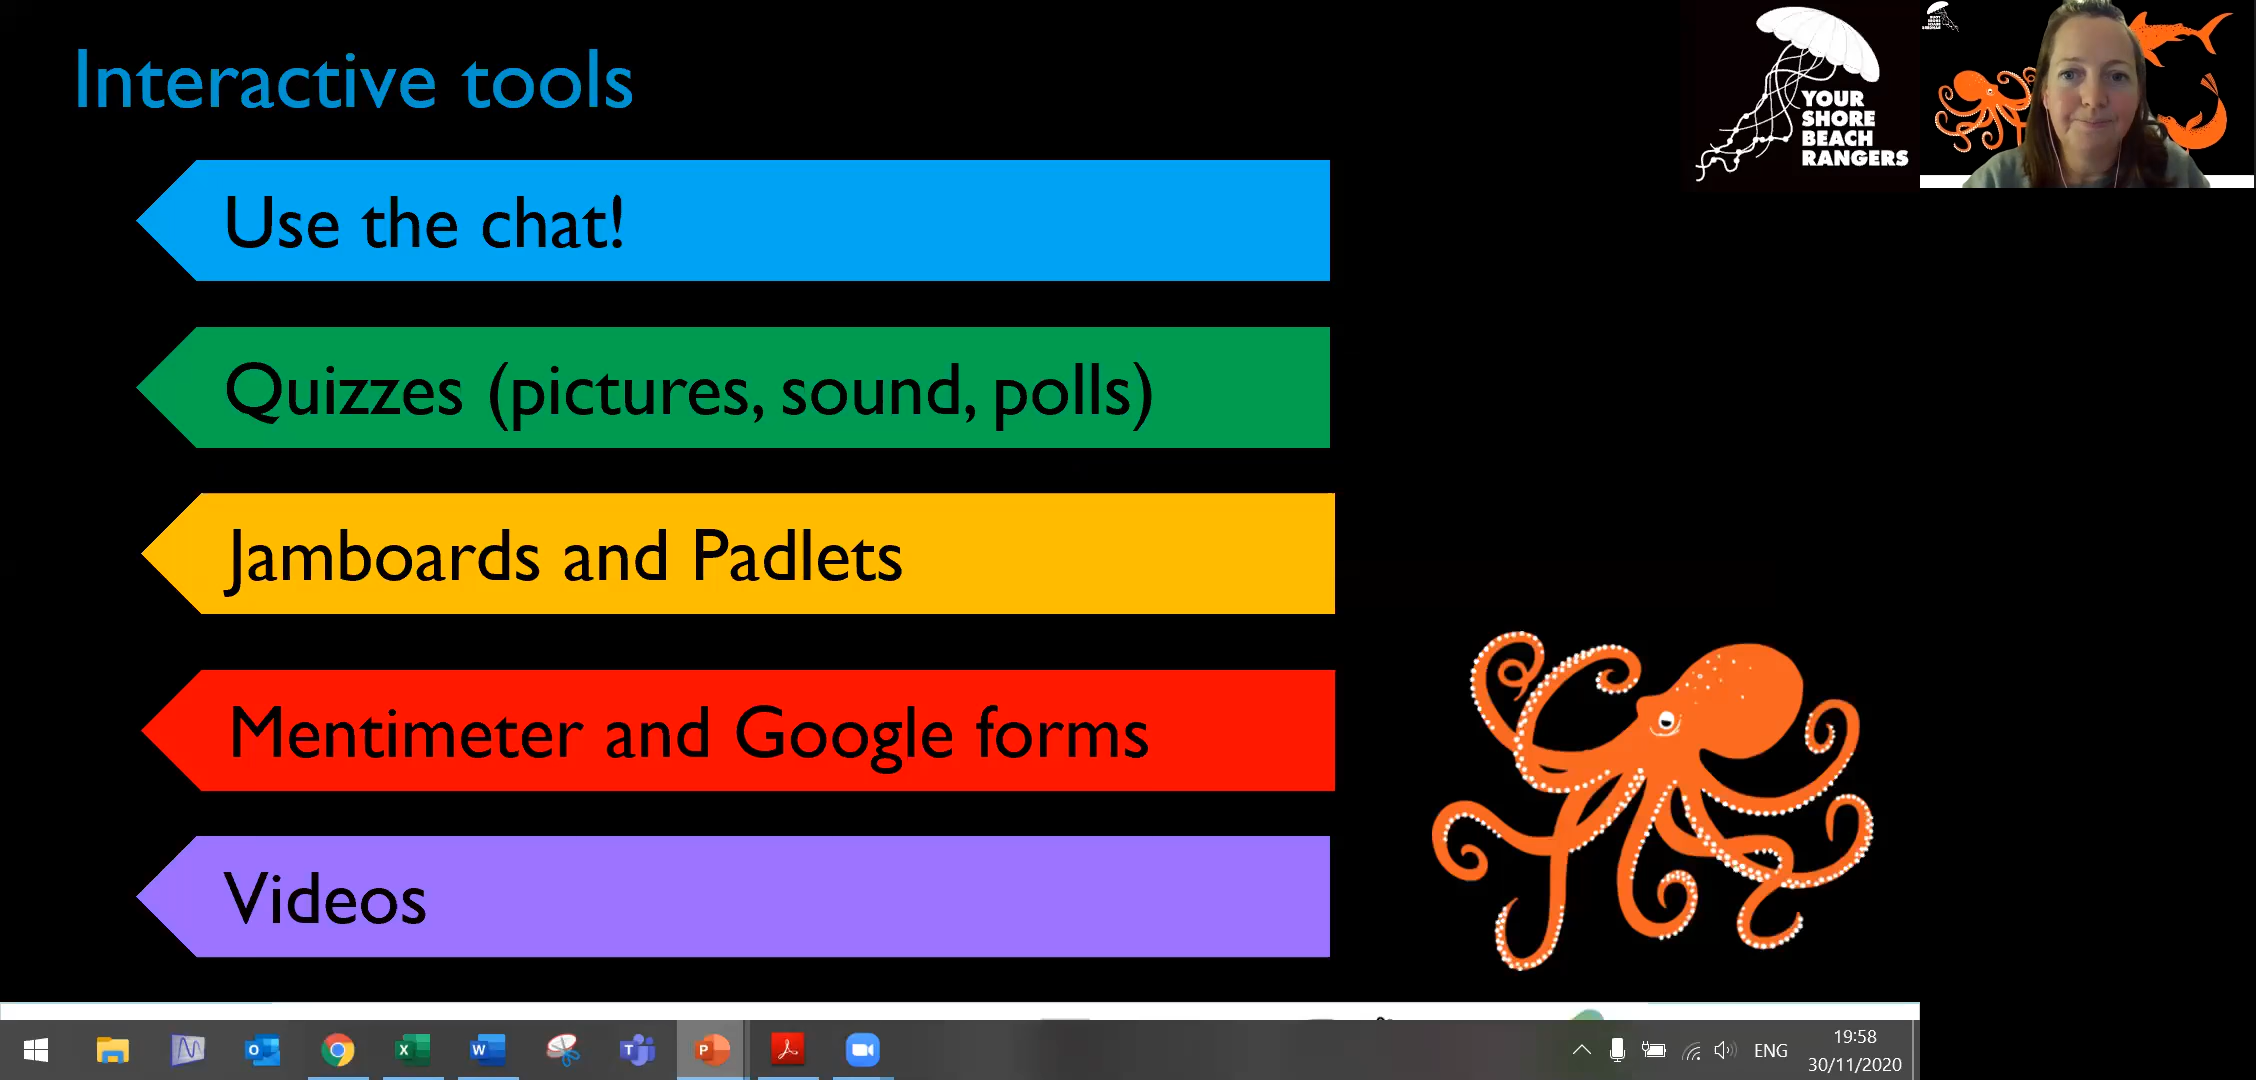 Interactive tools
YOUR
SHORE
BEACH
RANGERS
Use the chat!
Quizzes (pictures, sound, polls)
Jamboards and Padlets
Mentimeter and Google forms
Videos
ENG
19:58
30/11/2020